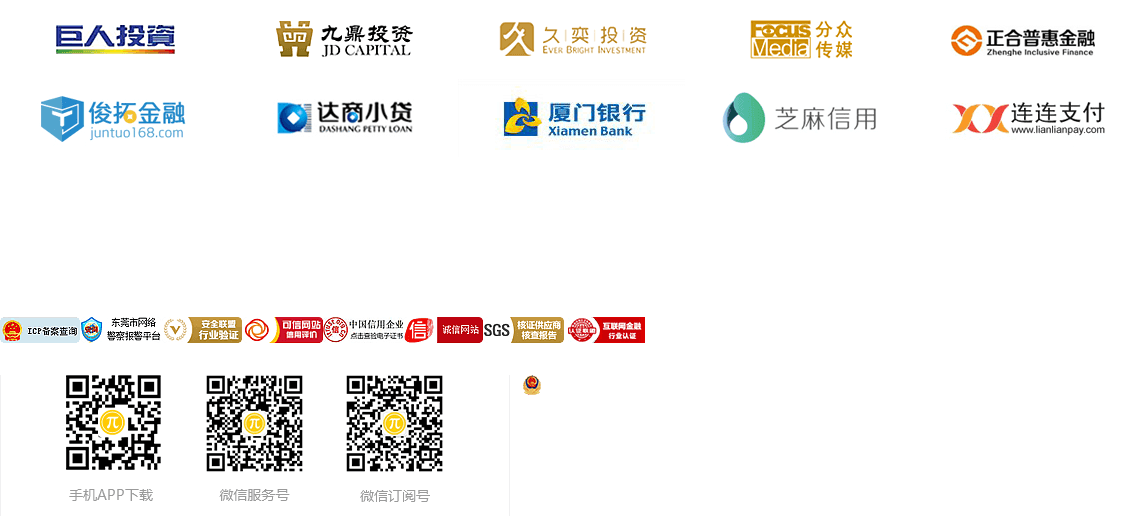 巨人投資
九鼎投资
JD CAPITAL
久奕投资
EVER BRIGHT INVESTMENT
FOCUS
Media
分众
传媒
正合普惠金融
Zhenghe Inclusive Finance
俊拓金融
juntuo168.com
达商小贷
DASHANG PETTY LOAN
厦门银行
Xiamen Bank
芝麻信用
连连支付
www.lianlianpay.com
ICP备案查询
东莞市网络
警察报警平台
安全联盟
行业验证
可信网站
信用评价
中国信用企业
点击查验电子证书
信
诚信网站
SGS
核证供应商
核查报告
互联网金融
行业认证
π
π
π
手机APP下载
微信服务号
微信订阅号